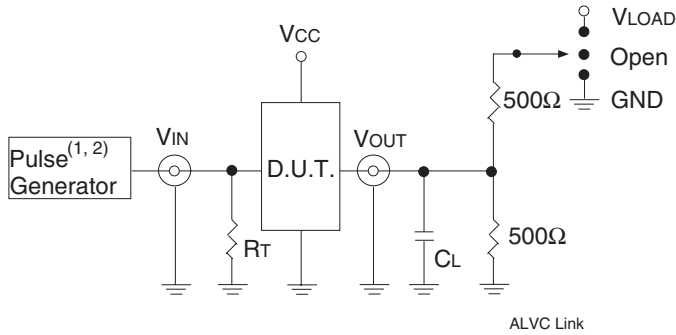 VLOAD
Open
GND
VCC
500Ω
VIN
VOUT
Pulse(1, 2)
Generator
D.U.T.
RT
CL
500Ω
ALVC Link